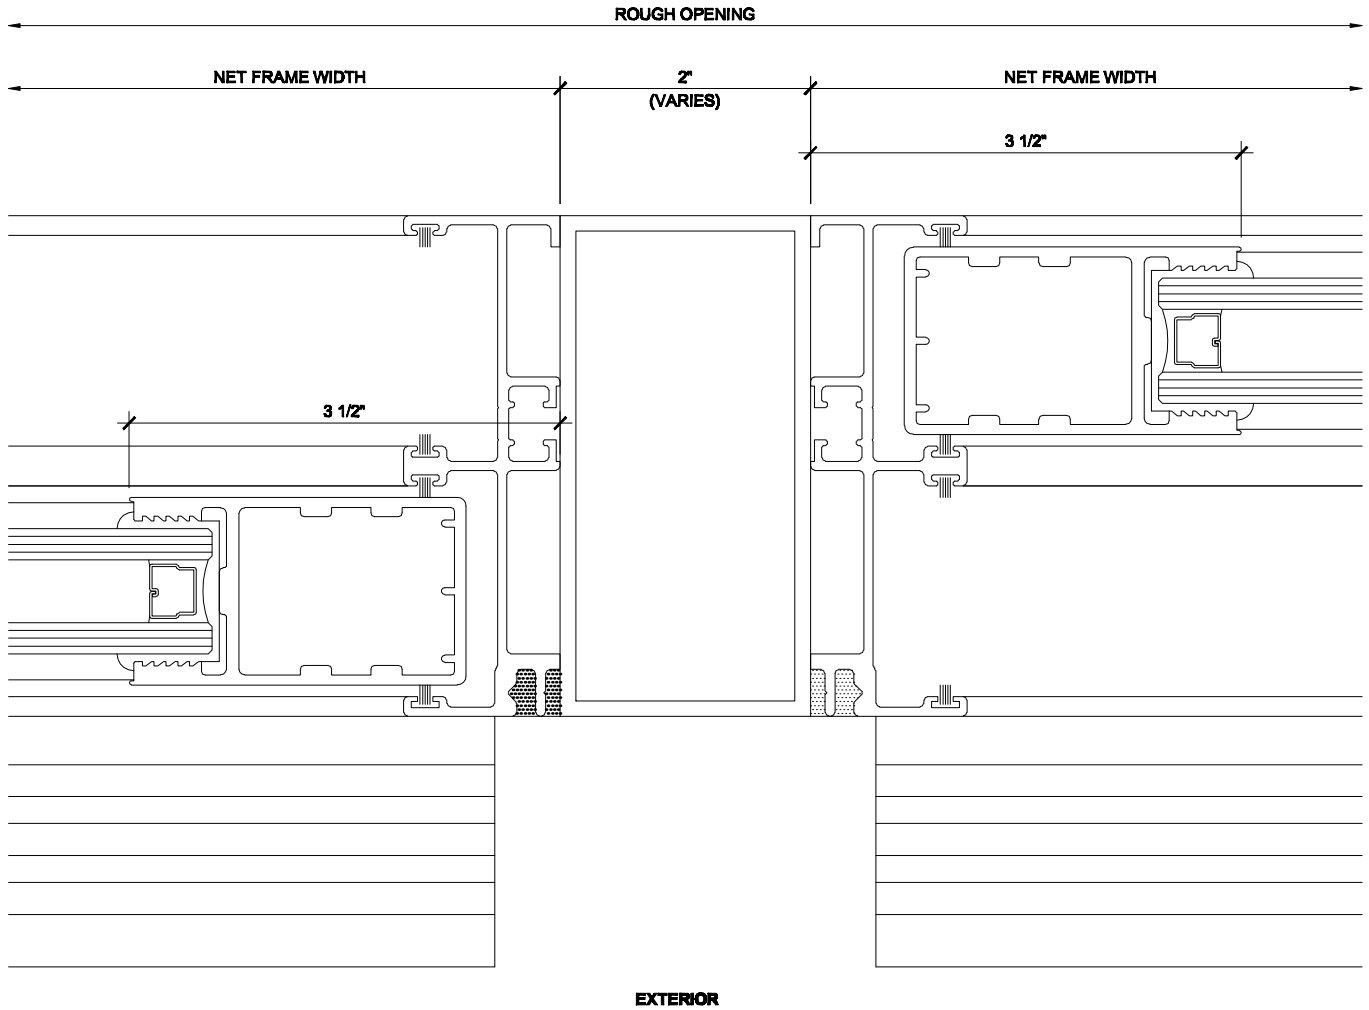 ROUGH OPENING
NET FRAME WIDTH
2"
(VARIES)
NET FRAME WIDTH
3 1/2"
3 1/2"
EXTERIOR